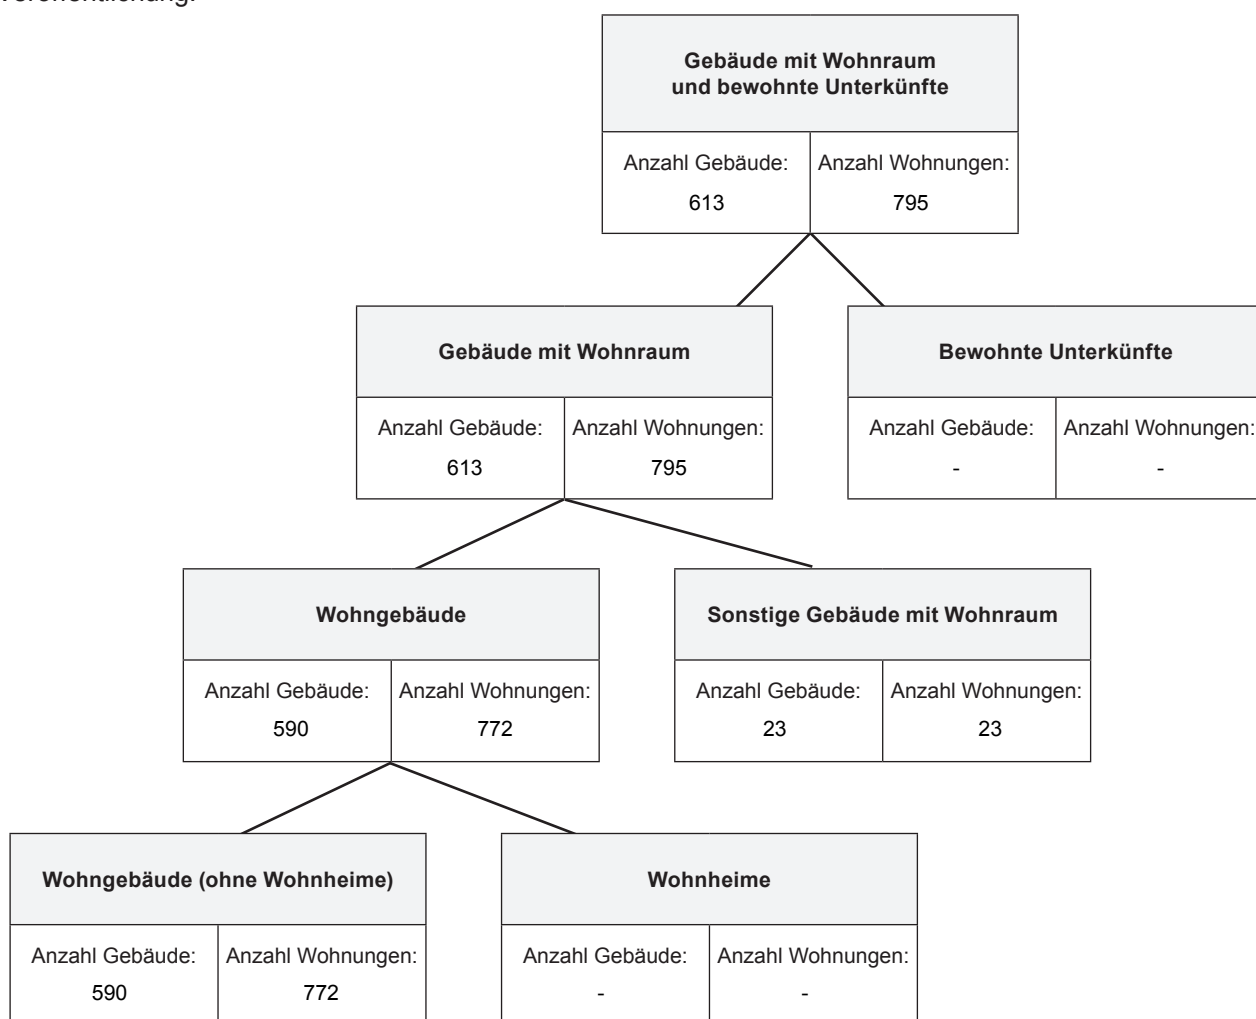 Veröffentlichung.
Gebäude mit Wohnraum
und bewohnte Unterkünfte
Anzahl Gebäude: Anzahl Wohnungen:
613 795
Gebäude mit Wohnraum Bewohnte Unterkünfte
Anzahl Gebäude: Anzahl Wohnungen: Anzahl Gebäude: Anzahl Wohnungen:
613 795 - -
Wohngebäude Sonstige Gebäude mit Wohnraum
Anzahl Gebäude: Anzahl Wohnungen: Anzahl Gebäude: Anzahl Wohnungen:
590 772 23 23
Wohngebäude (ohne Wohnheime) Wohnheime
Anzahl Gebäude: Anzahl Wohnungen: Anzahl Gebäude: Anzahl Wohnungen:
590 772 - -